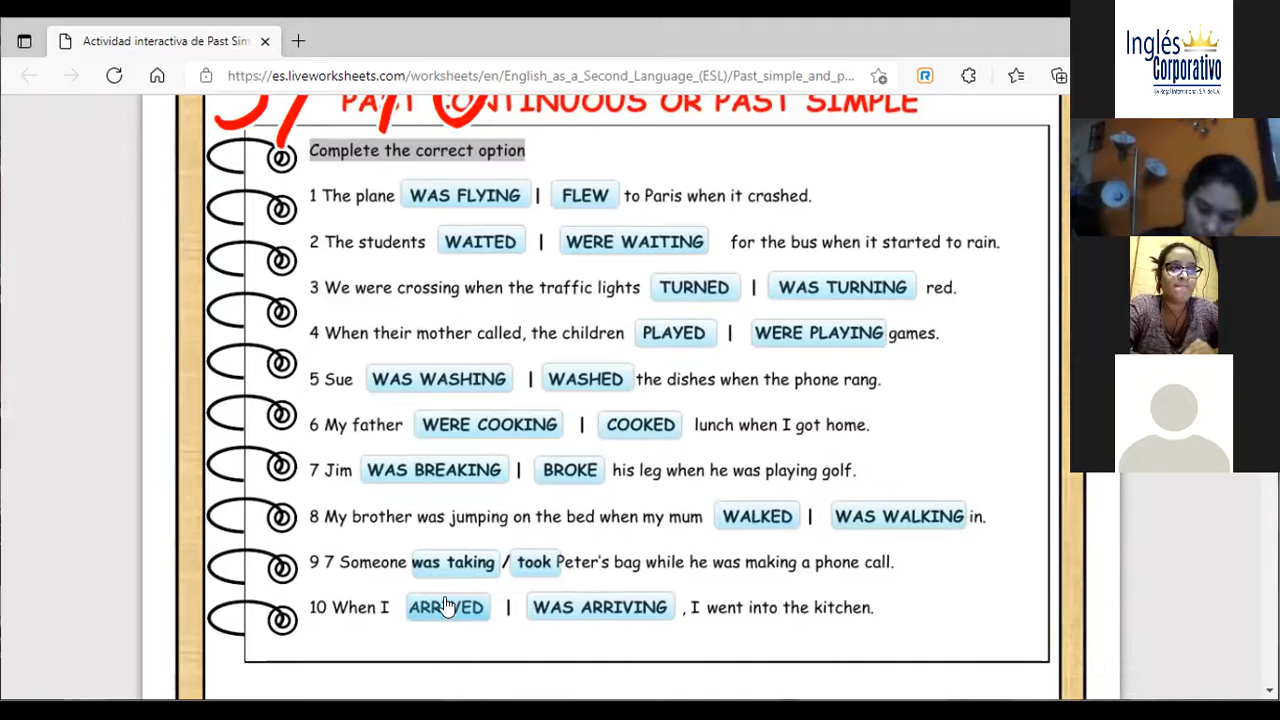 Actividad interactiva de Past Sim
https://es.liveworksheets.com/worksheets/en/English_as_a_Second_Language_(ESL)/Past_simple_and_p...
PAST CONTINUOUS OR PAST SIMPLE
Complete the correct option
1 The plane WAS FLYING | FLEW to Paris when it crashed.
2 The students WAITED | WERE WAITING for the bus when it started to rain.
3 We were crossing when the traffic lights TURNED | WAS TURNING red.
4 When their mother called, the children PLAYED | WERE PLAYING games.
5 Sue WAS WASHING | WASHED the dishes when the phone rang.
6 My father WERE COOKING | COOKED lunch when I got home.
7 Jim WAS BREAKING | BROKE his leg when he was playing golf.
8 My brother was jumping on the bed when my mum WALKED | WAS WALKING in.
9 7 Someone was taking / took Peter's bag while he was making a phone call.
10 When I ARRIVED | WAS ARRIVING , I went into the kitchen.
Inglés
Corporativo